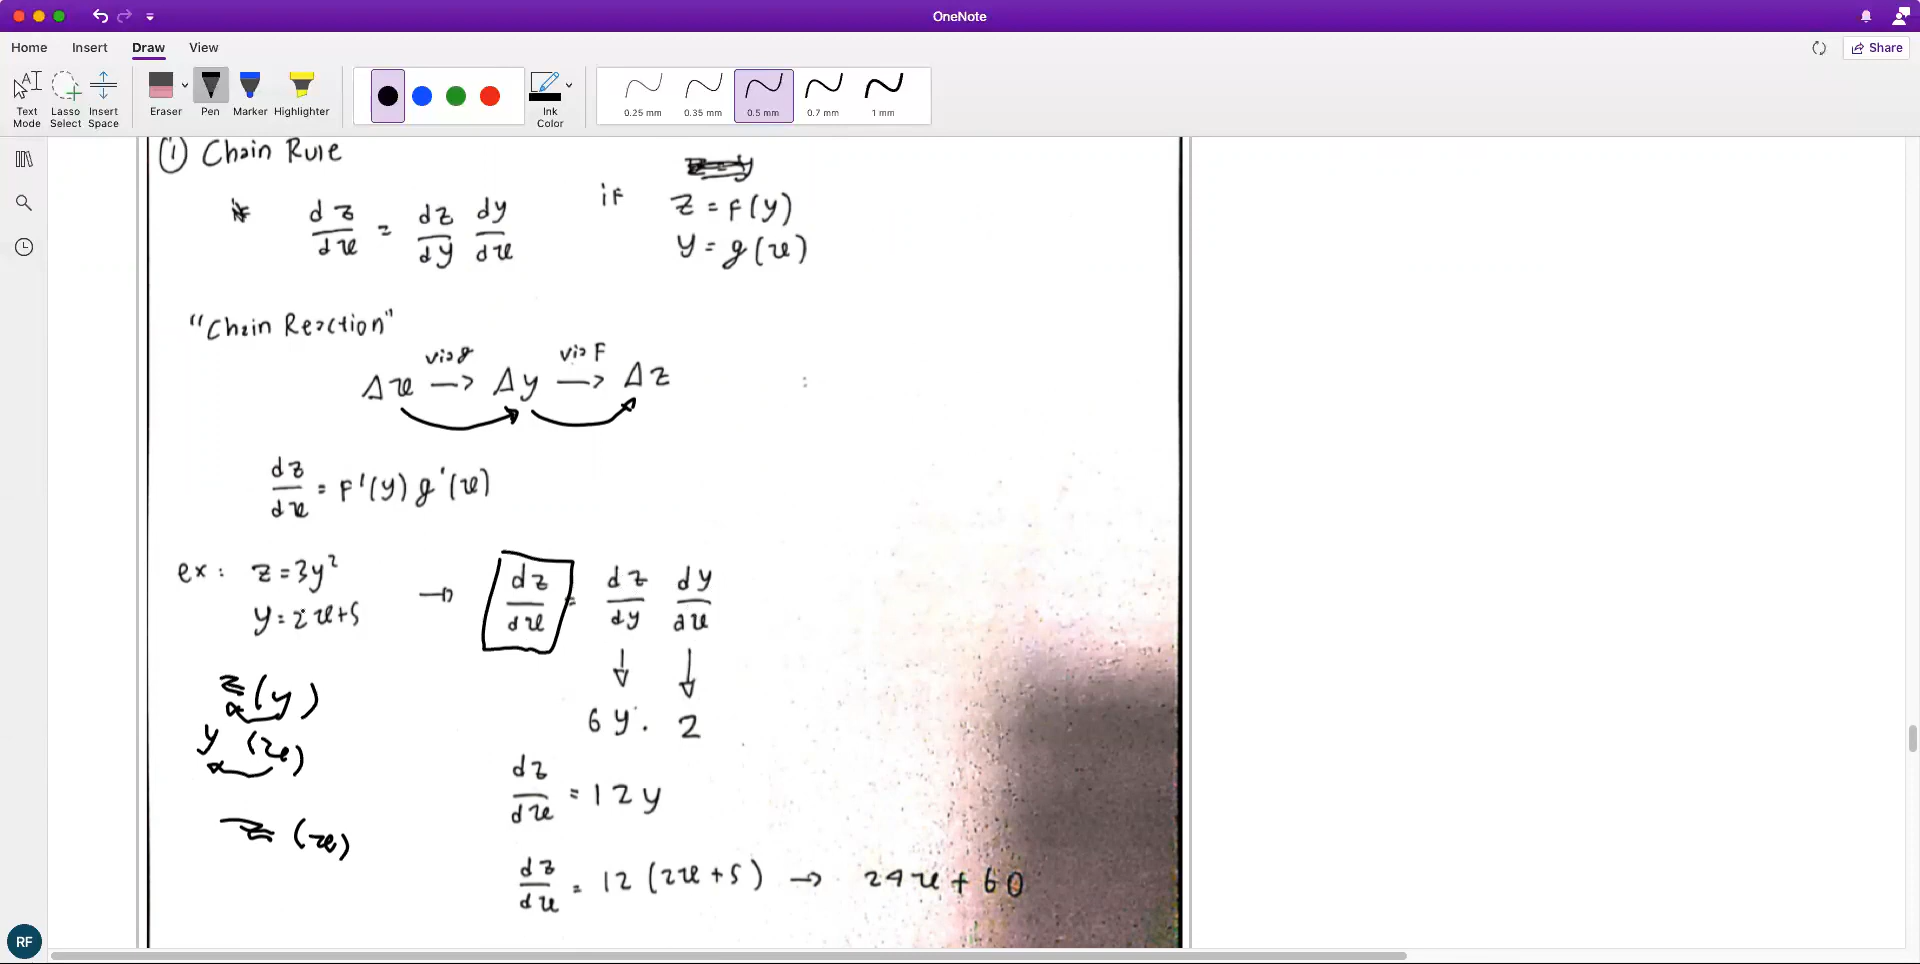 OneNote
Home Insert Draw View
Share
Text Mode
Lasso Select
Insert Space
Eraser
Pen
Marker
Highlighter
Ink Color
0.25 mm
0.35 mm
0.5 mm
0.7 mm
1 mm
① Chain Rule
* dz/dx = dz/dy dy/dx if z = F(y)
y = g(x)
"Chain Reaction"
via g via F
Δx → Δy → Δz
dz/dx = F'(y) g'(x)
ex: z = 3y² → dz/dx = dz/dy dy/dx
y = 2x+5
z(y)
6y · 2
y(x)
dz/dx = 12y
z(x)
dz/dx = 12(2x+5) → 24x + 60
RF